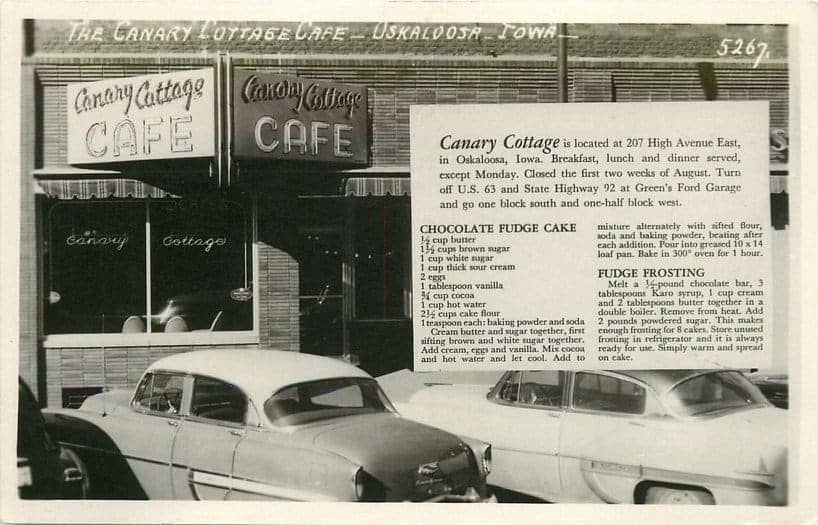 The Canary Cottage Cafe - Oskaloosa - Iowa -
5267.
Canary Cottage
CAFE
Canary Cottage
CAFE
Canary Cottage
Canary Cottage is located at 207 High Avenue East,
in Oskaloosa, Iowa. Breakfast, lunch and dinner served,
except Monday. Closed the first two weeks of August. Turn
off U.S. 63 and State Highway 92 at Green's Ford Garage
and go one block south and one-half block west.
CHOCOLATE FUDGE CAKE
½ cup butter
1½ cups brown sugar
1 cup white sugar
1 cup thick sour cream
2 eggs
1 tablespoon vanilla
¾ cup cocoa
1 cup hot water
2½ cups cake flour
1 teaspoon each: baking powder and soda
Cream butter and sugar together, first
sifting brown and white sugar together.
Add cream, eggs and vanilla. Mix cocoa
and hot water and let cool. Add to
mixture alternately with sifted flour,
soda and baking powder, beating after
each addition. Pour into greased 10 x 14
loaf pan. Bake in 300° oven for 1 hour.
FUDGE FROSTING
Melt a ½-pound chocolate bar, 3
tablespoons Karo syrup, 1 cup cream
and 2 tablespoons butter together in a
double boiler. Remove from heat. Add
2 pounds powdered sugar. This makes
enough frosting for 8 cakes. Store unused
frosting in refrigerator and it is always
ready for use. Simply warm and spread
on cake.